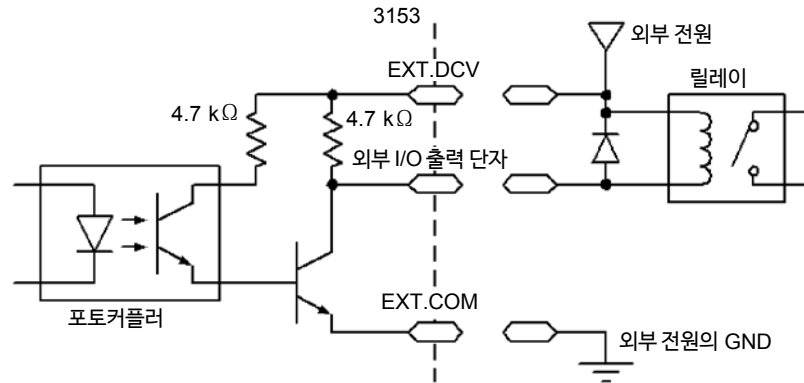 3153
외부 전원
EXT.DCV
릴레이
4.7 kΩ
4.7 kΩ
외부 I/O 출력 단자
EXT.COM
포토커플러
외부 전원의 GND